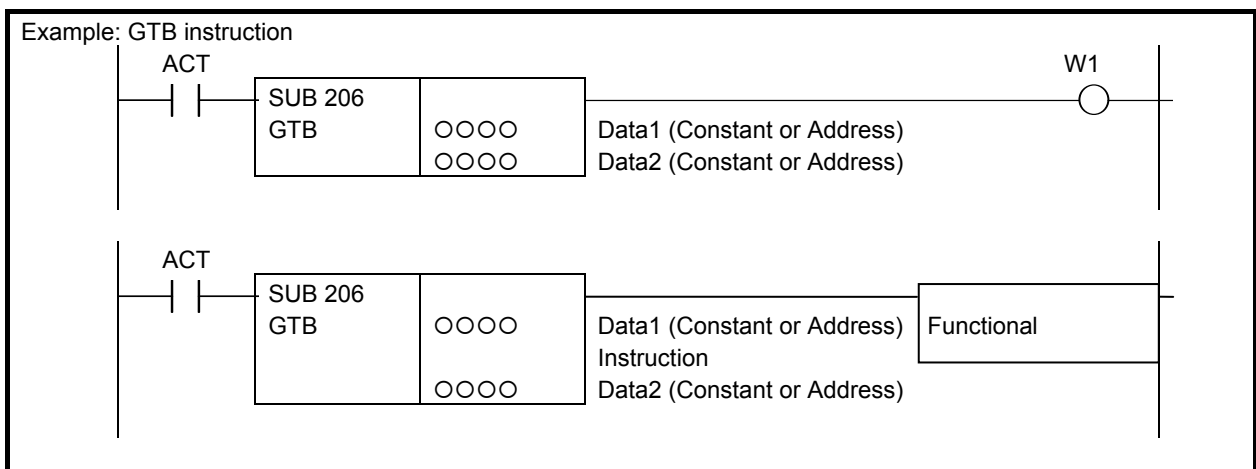 Example: GTB instruction
ACT W1
SUB 206
GTB ○○○○ Data1 (Constant or Address)
○○○○ Data2 (Constant or Address)
ACT
SUB 206
GTB ○○○○ Data1 (Constant or Address) Functional
Instruction
○○○○ Data2 (Constant or Address)